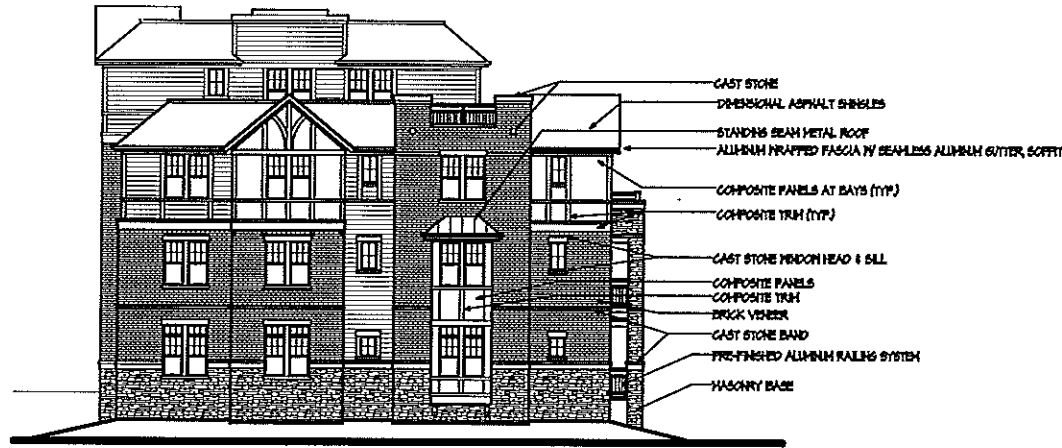 CAST STONE
DIMENSIONAL ASPHALT SHINGLES
STANDING SEAM METAL ROOF
ALUMINUM WRAPPED FASCIA W/ SEAMLESS ALUMINUM GUTTER, SOFFIT
COMPOSITE PANELS AT BAYS (TYP.)
COMPOSITE TRIM (TYP.)
CAST STONE WINDOW HEAD & SILL
COMPOSITE PANELS
COMPOSITE TRIM
BRICK VENEER
CAST STONE BAND
PRE-FINISHED ALUMINUM RAILING SYSTEM
MASONRY BASE